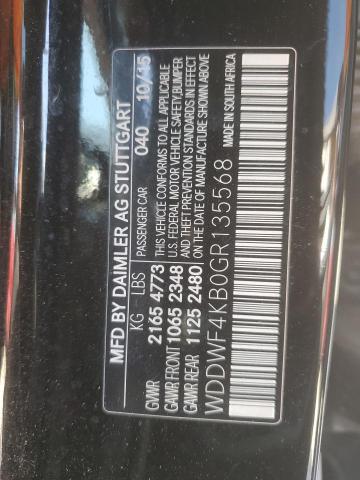 MFD BY DAIMLER AG STUTTGART
KG LBS PASSENGER CAR 040 10/15
GVWR 2165 4773 THIS VEHICLE CONFORMS TO ALL APPLICABLE
GAWR FRONT 1065 2348 U.S. FEDERAL MOTOR VEHICLE SAFETY, BUMPER
GAWR REAR 1125 2480 AND THEFT PREVENTION STANDARDS IN EFFECT
ON THE DATE OF MANUFACTURE SHOWN ABOVE
WDDWF4KB0GR135568 MADE IN SOUTH AFRICA